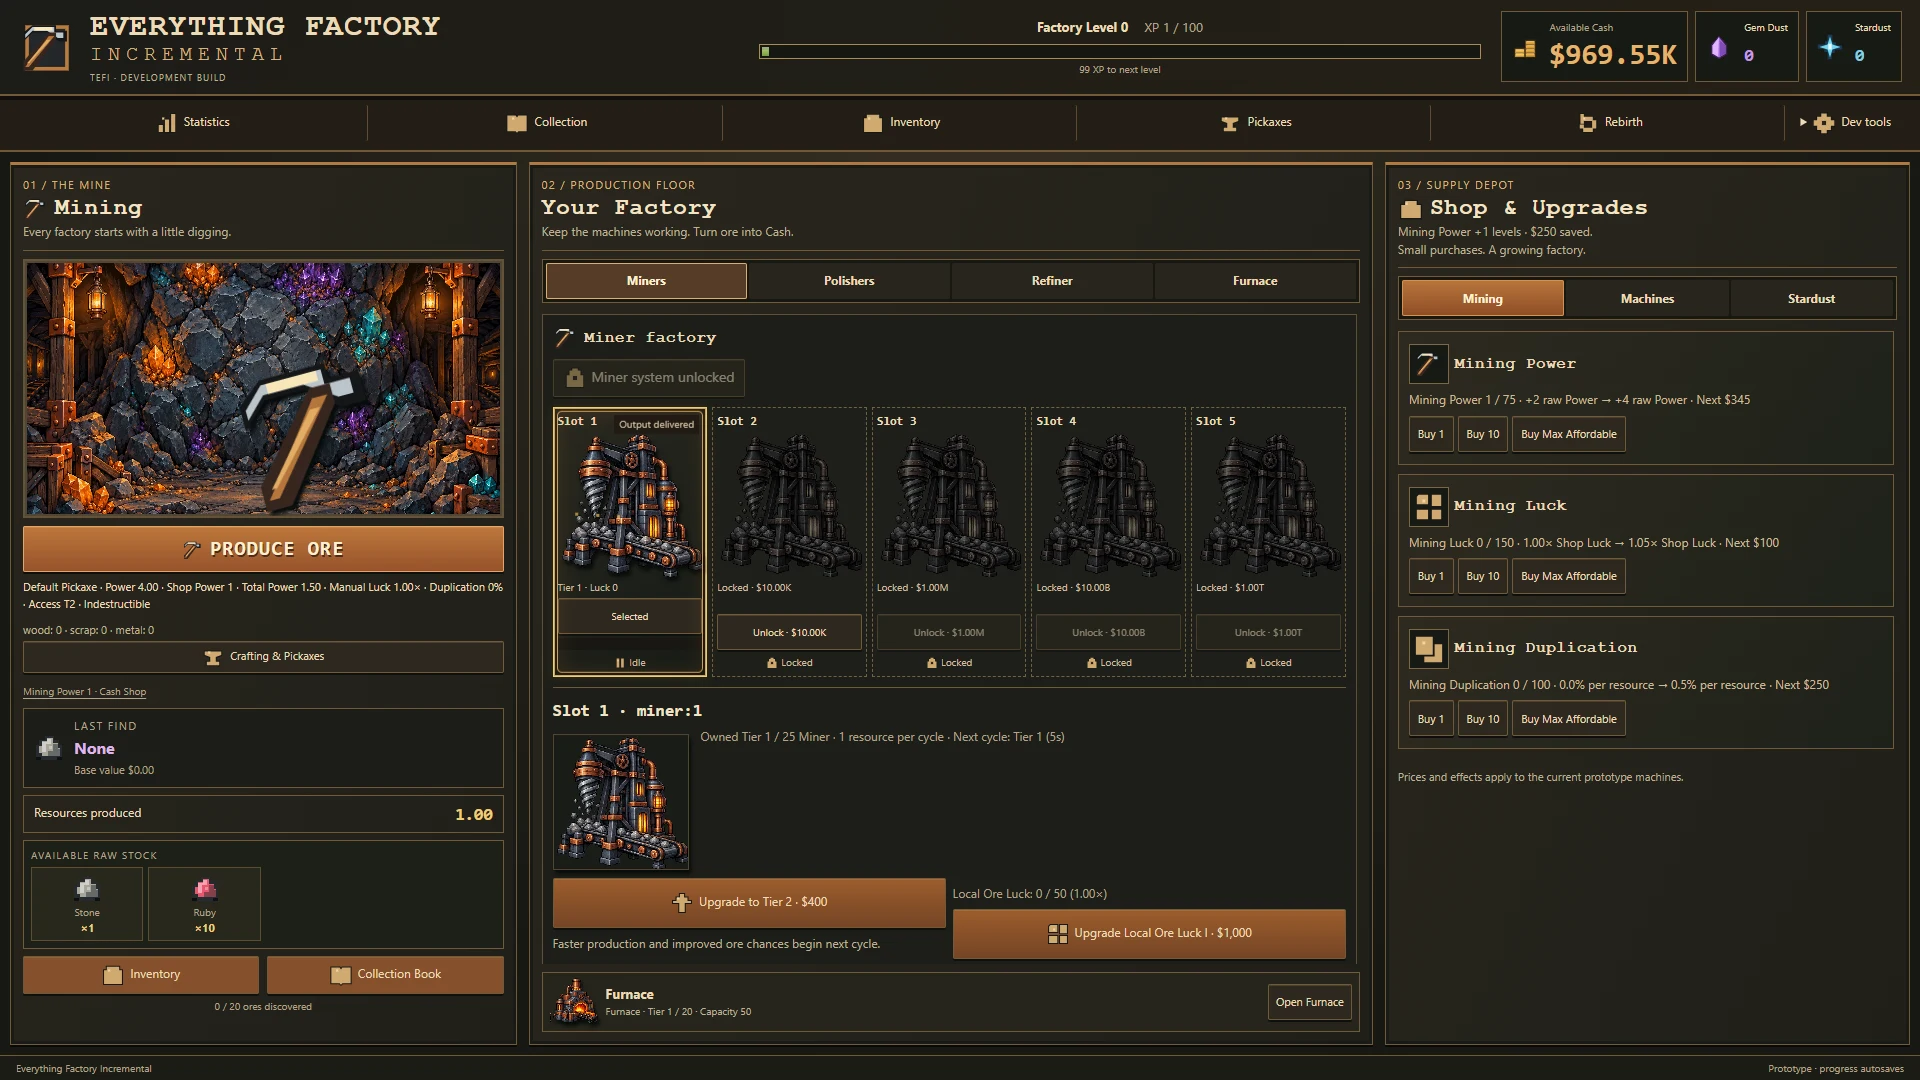 EVERYTHING FACTORY
INCREMENTAL
TEFI · DEVELOPMENT BUILD
Factory Level 0 XP 1 / 100
99 XP to next level
Available Cash
$969.55K
Gem Dust
0
Stardust
0
Statistics
Collection
Inventory
Pickaxes
Rebirth
Dev tools
01 / THE MINE
Mining
Every factory starts with a little digging.
PRODUCE ORE
Default Pickaxe · Power 4.00 · Shop Power 1 · Total Power 1.50 · Manual Luck 1.00× · Duplication 0%
· Access T2 · Indestructible
wood: 0 · scrap: 0 · metal: 0
Crafting & Pickaxes
Mining Power 1 · Cash Shop
LAST FIND
None
Base value $0.00
Resources produced 1.00
AVAILABLE RAW STOCK
Stone
×1
Ruby
×10
Inventory
Collection Book
0 / 20 ores discovered
02 / PRODUCTION FLOOR
Your Factory
Keep the machines working. Turn ore into Cash.
Miners
Polishers
Refiner
Furnace
Miner factory
Miner system unlocked
Slot 1
Output delivered
Tier 1 · Luck 0
Selected
Idle
Slot 2
Locked · $10.00K
Unlock · $10.00K
Locked
Slot 3
Locked · $1.00M
Unlock · $1.00M
Locked
Slot 4
Locked · $10.00B
Unlock · $10.00B
Locked
Slot 5
Locked · $1.00T
Unlock · $1.00T
Locked
Slot 1 · miner:1
Owned Tier 1 / 25 Miner · 1 resource per cycle · Next cycle: Tier 1 (5s)
Upgrade to Tier 2 · $400
Faster production and improved ore chances begin next cycle.
Local Ore Luck: 0 / 50 (1.00×)
Upgrade Local Ore Luck I · $1,000
Furnace
Furnace · Tier 1 / 20 · Capacity 50
Open Furnace
03 / SUPPLY DEPOT
Shop & Upgrades
Mining Power +1 levels · $250 saved.
Small purchases. A growing factory.
Mining
Machines
Stardust
Mining Power
Mining Power 1 / 75 · +2 raw Power → +4 raw Power · Next $345
Buy 1
Buy 10
Buy Max Affordable
Mining Luck
Mining Luck 0 / 150 · 1.00× Shop Luck → 1.05× Shop Luck · Next $100
Buy 1
Buy 10
Buy Max Affordable
Mining Duplication
Mining Duplication 0 / 100 · 0.0% per resource → 0.5% per resource · Next $250
Buy 1
Buy 10
Buy Max Affordable
Prices and effects apply to the current prototype machines.
Everything Factory Incremental
Prototype · progress autosaves